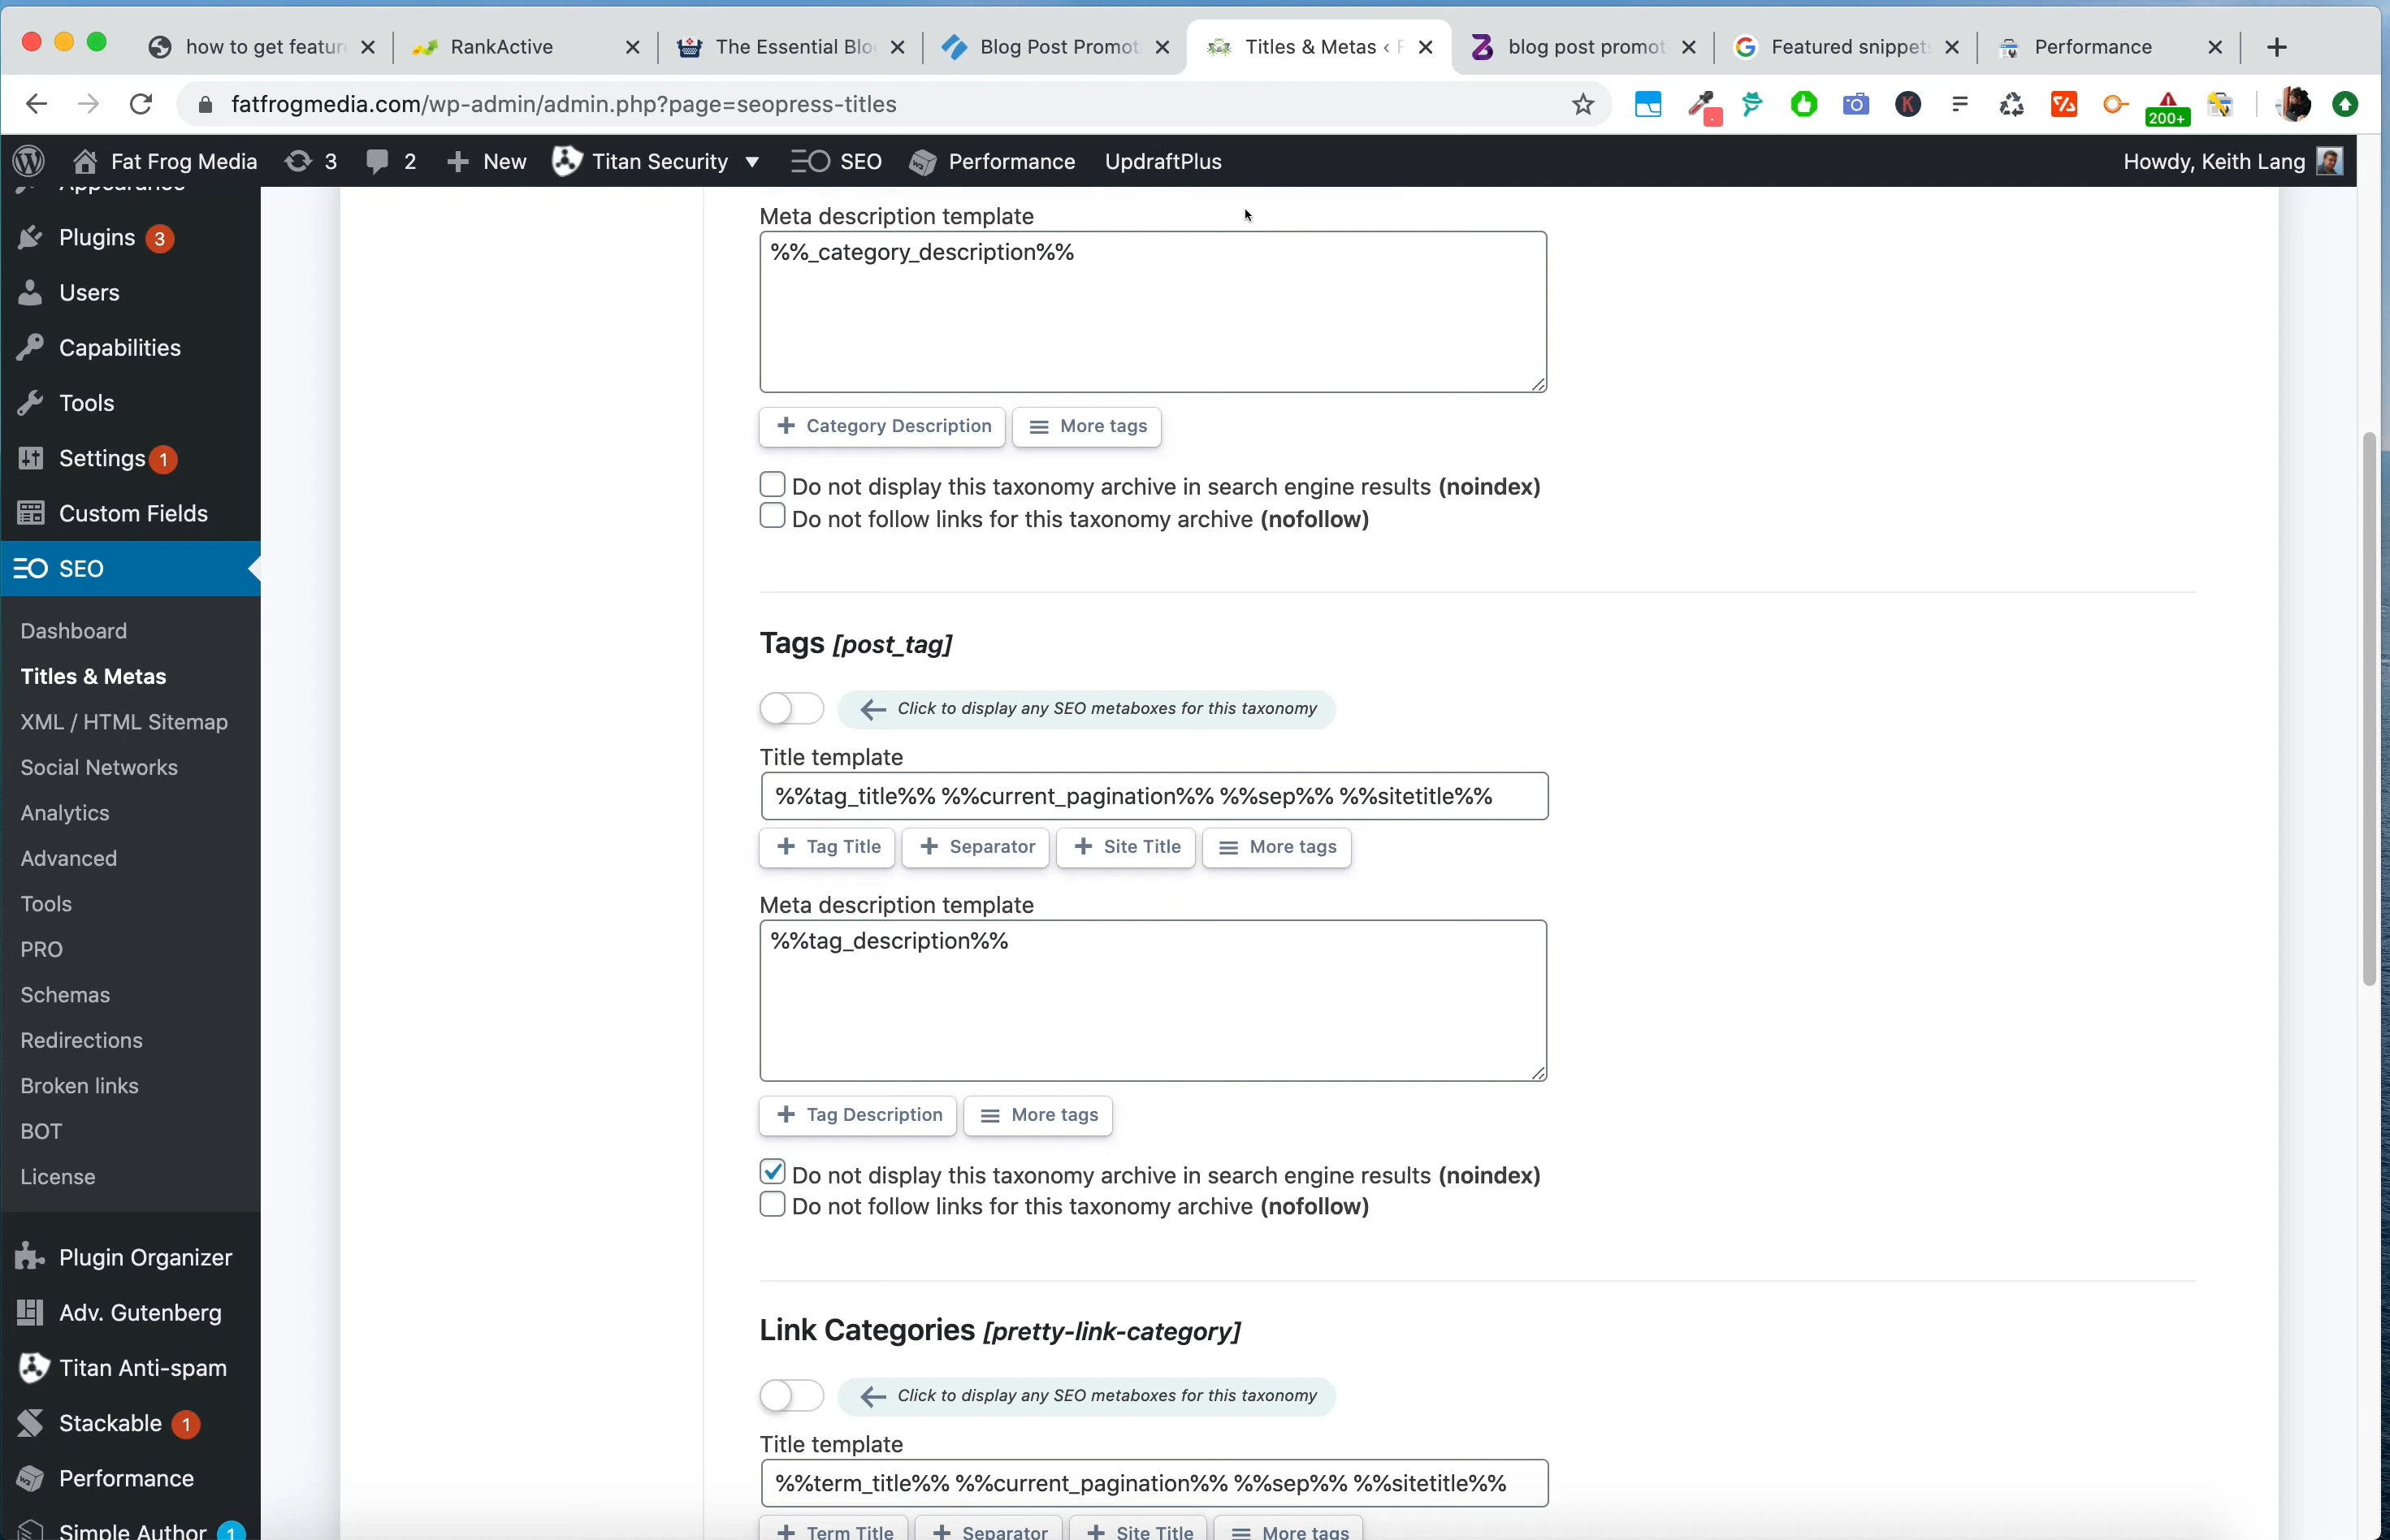 how to get featur
RankActive
The Essential Blo
Blog Post Promot
Titles & Metas ‹ F
blog post promot
Featured snippet
Performance
fatfrogmedia.com/wp-admin/admin.php?page=seopress-titles
200+
Fat Frog Media 3 2 New Titan Security SEO Performance UpdraftPlus Howdy, Keith Lang
Appearance
Plugins 3
Users
Capabilities
Tools
Settings 1
Custom Fields
SEO
Dashboard
Titles & Metas
XML / HTML Sitemap
Social Networks
Analytics
Advanced
Tools
PRO
Schemas
Redirections
Broken links
BOT
License
Plugin Organizer
Adv. Gutenberg
Titan Anti-spam
Stackable 1
Performance
Simple Author 1
Meta description template
%%_category_description%%
+ Category Description More tags
Do not display this taxonomy archive in search engine results (noindex)
Do not follow links for this taxonomy archive (nofollow)
Tags [post_tag]
Click to display any SEO metaboxes for this taxonomy
Title template
%%tag_title%% %%current_pagination%% %%sep%% %%sitetitle%%
+ Tag Title + Separator + Site Title More tags
Meta description template
%%tag_description%%
+ Tag Description More tags
Do not display this taxonomy archive in search engine results (noindex)
Do not follow links for this taxonomy archive (nofollow)
Link Categories [pretty-link-category]
Click to display any SEO metaboxes for this taxonomy
Title template
%%term_title%% %%current_pagination%% %%sep%% %%sitetitle%%
+ Term Title + Separator + Site Title More tags